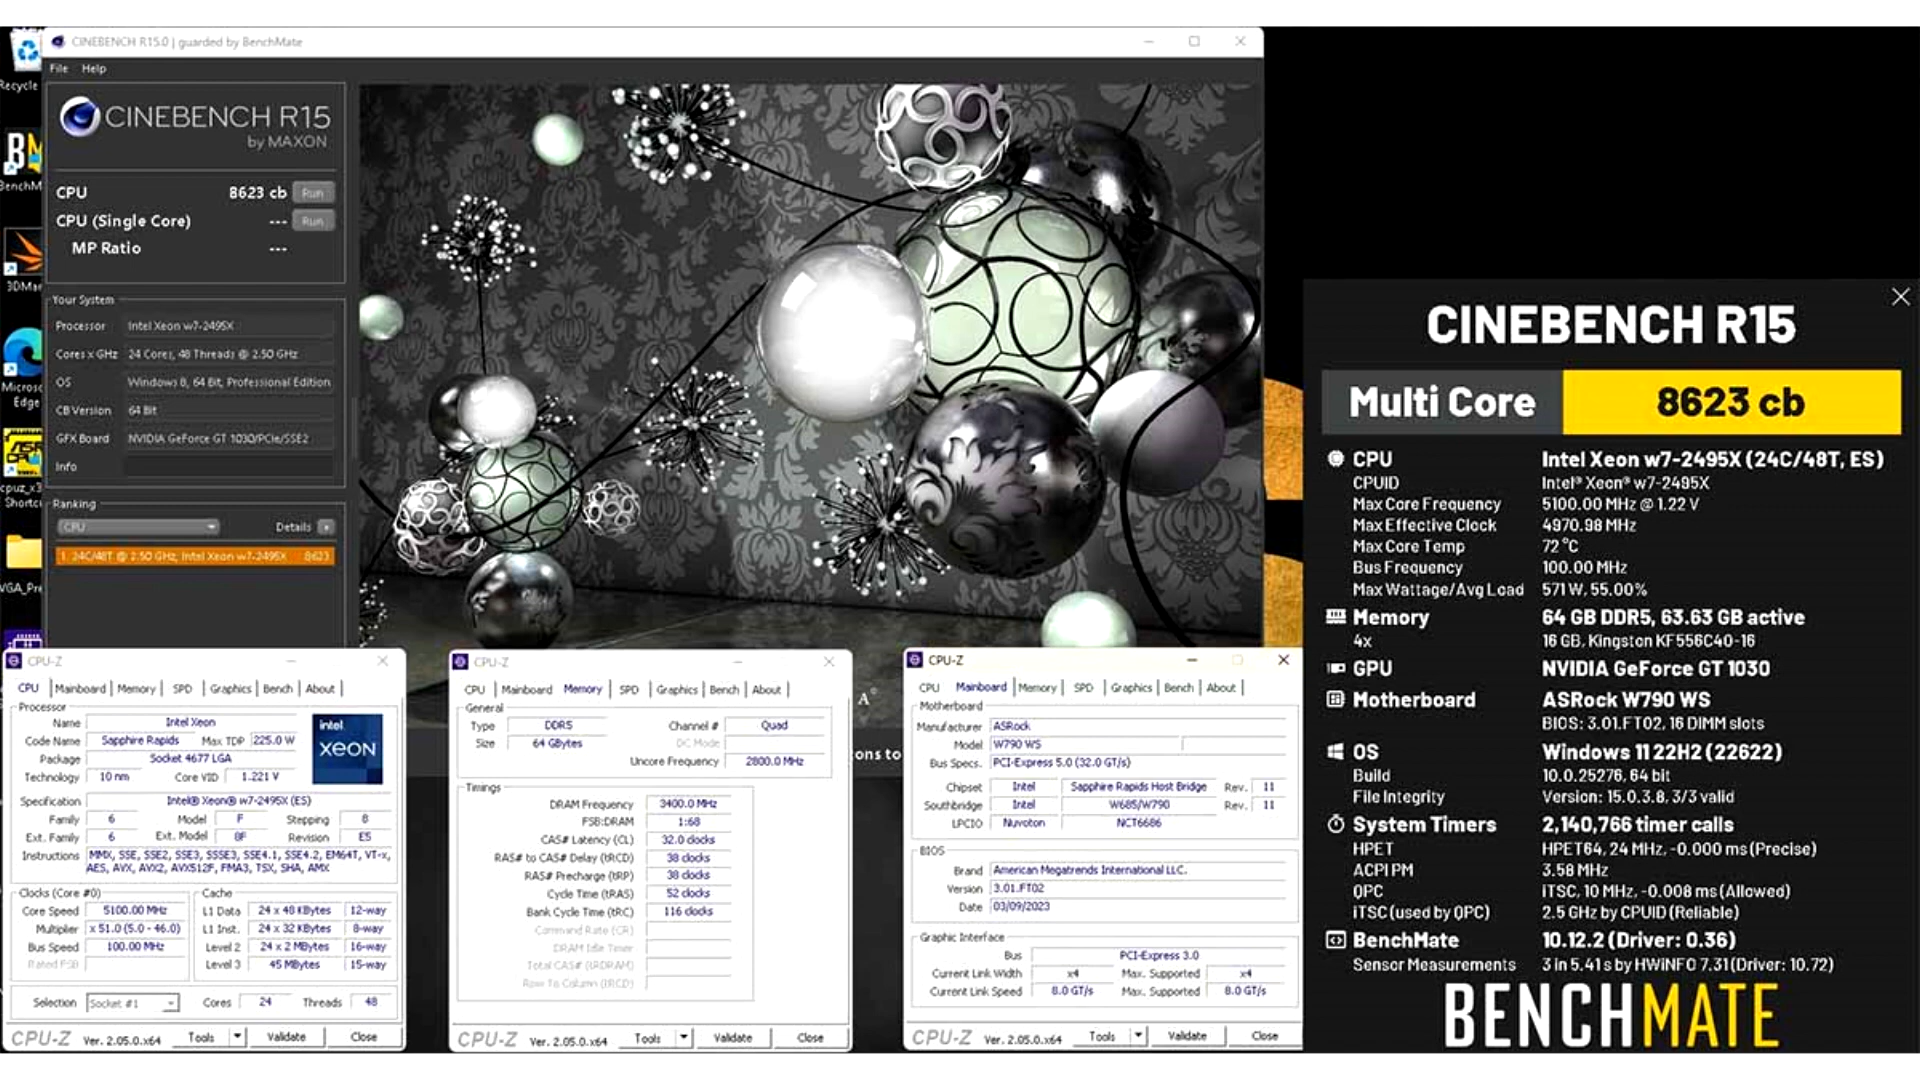 Recycle
BenchM
3DMar
Micros
Edge
cpuz_x3
Shortc
VGA_Pre
CINEBENCH R15.0 | guarded by BenchMate
File Help
CINEBENCH R15
by MAXON
CPU 8623 cb Run
CPU (Single Core) --- Run
MP Ratio ---
Your System
Processor Intel Xeon w7-2495X
Cores x GHz 24 Cores, 48 Threads @ 2.50 GHz
OS Windows 8, 64 Bit, Professional Edition
CB Version 64 Bit
GFX Board NVIDIA GeForce GT 1030/PCIe/SSE2
Info
Ranking
CPU Details
1. 24C/48T @ 2.50 GHz, Intel Xeon w7-2495X 8623
CPU-Z
CPU Mainboard Memory SPD Graphics Bench About
Processor
Name Intel Xeon
Code Name Sapphire Rapids Max TDP 225.0 W
Package Socket 4677 LGA
Technology 10 nm Core VID 1.221 V
intel
XEON
Specification Intel® Xeon® w7-2495X (ES)
Family 6 Model F Stepping 8
Ext. Family 6 Ext. Model 8F Revision E5
Instructions MMX, SSE, SSE2, SSE3, SSSE3, SSE4.1, SSE4.2, EM64T, VT-x,
AES, AVX, AVX2, AVX512F, FMA3, TSX, SHA, AMX
Clocks (Core #0)
Core Speed 5100.00 MHz
Multiplier x 51.0 (5.0 - 46.0)
Bus Speed 100.00 MHz
Rated FSB
Cache
L1 Data 24 x 48 KBytes 12-way
L1 Inst. 24 x 32 KBytes 8-way
Level 2 24 x 2 MBytes 16-way
Level 3 45 MBytes 15-way
Selection Socket #1 Cores 24 Threads 48
CPU-Z Ver. 2.05.0.x64 Tools Validate Close
CPU-Z
CPU Mainboard Memory SPD Graphics Bench About
General
Type DDR5 Channel # Quad
Size 64 GBytes DC Mode
Uncore Frequency 2800.0 MHz
Timings
DRAM Frequency 3400.0 MHz
FSB:DRAM 1:68
CAS# Latency (CL) 32.0 clocks
RAS# to CAS# Delay (tRCD) 38 clocks
RAS# Precharge (tRP) 38 clocks
Cycle Time (tRAS) 52 clocks
Bank Cycle Time (tRC) 116 clocks
Command Rate (CR)
DRAM Idle Timer
Total CAS# (tRDRAM)
Row To Column (tRCD)
CPU-Z Ver. 2.05.0.x64 Tools Validate Close
ons to
CPU-Z
CPU Mainboard Memory SPD Graphics Bench About
Motherboard
Manufacturer ASRock
Model W790 WS
Bus Specs. PCI-Express 5.0 (32.0 GT/s)
Chipset Intel Sapphire Rapids Host Bridge Rev. 11
Southbridge Intel W685/W790 Rev. 11
LPCIO Nuvoton NCT6686
BIOS
Brand American Megatrends International LLC.
Version 3.01.FT02
Date 03/09/2023
Graphic Interface
Bus PCI-Express 3.0
Current Link Width x4 Max. Supported x4
Current Link Speed 8.0 GT/s Max. Supported 8.0 GT/s
CPU-Z Ver. 2.05.0.x64 Tools Validate Close
CINEBENCH R15
Multi Core 8623 cb
CPU Intel Xeon w7-2495X (24C/48T, ES)
CPUID Intel® Xeon® w7-2495X
Max Core Frequency 5100.00 MHz @ 1.22 V
Max Effective Clock 4970.98 MHz
Max Core Temp 72 °C
Bus Frequency 100.00 MHz
Max Wattage/Avg Load 571 W, 55.00%
Memory 64 GB DDR5, 63.63 GB active
4x 16 GB, Kingston KF556C40-16
GPU NVIDIA GeForce GT 1030
Motherboard ASRock W790 WS
BIOS: 3.01.FT02, 16 DIMM slots
OS Windows 11 22H2 (22622)
Build 10.0.25276, 64 bit
File Integrity Version: 15.0.3.8, 3/3 valid
System Timers 2,140,766 timer calls
HPET HPET64, 24 MHz, -0.000 ms (Precise)
ACPI PM 3.58 MHz
QPC iTSC, 10 MHz, -0.008 ms (Allowed)
iTSC (used by QPC) 2.5 GHz by CPUID (Reliable)
BenchMate 10.12.2 (Driver: 0.36)
Sensor Measurements 3 in 5.41 s by HWiNFO 7.31 (Driver: 10.72)
BENCHMATE